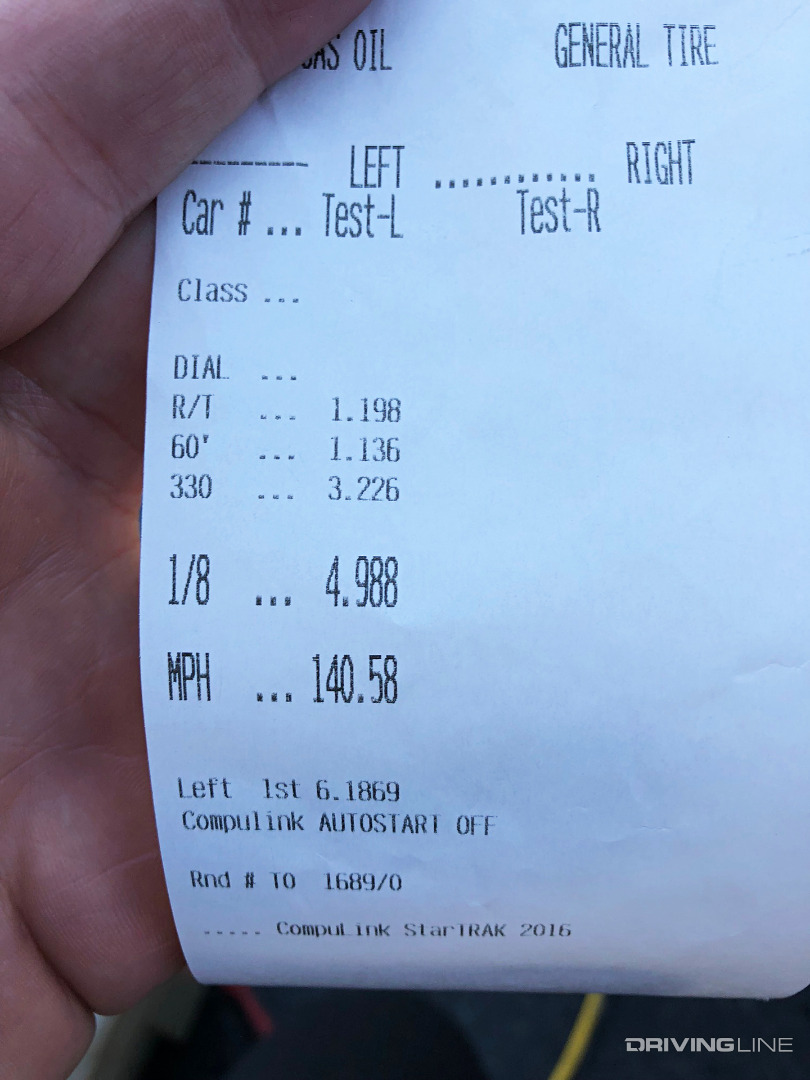 OIL GENERAL TIRE
------- LEFT ............ RIGHT
Car # ... Test-L Test-R
Class ...
DIAL ...
R/T ... 1.198
60' ... 1.136
330 ... 3.226
1/8 ... 4.988
MPH ... 140.58
Left 1st 6.1869
Compulink AUTOSTART OFF
Rnd # TO 1689/0
..... CompuLink StarTRAK 2016
DRIVINGLINE